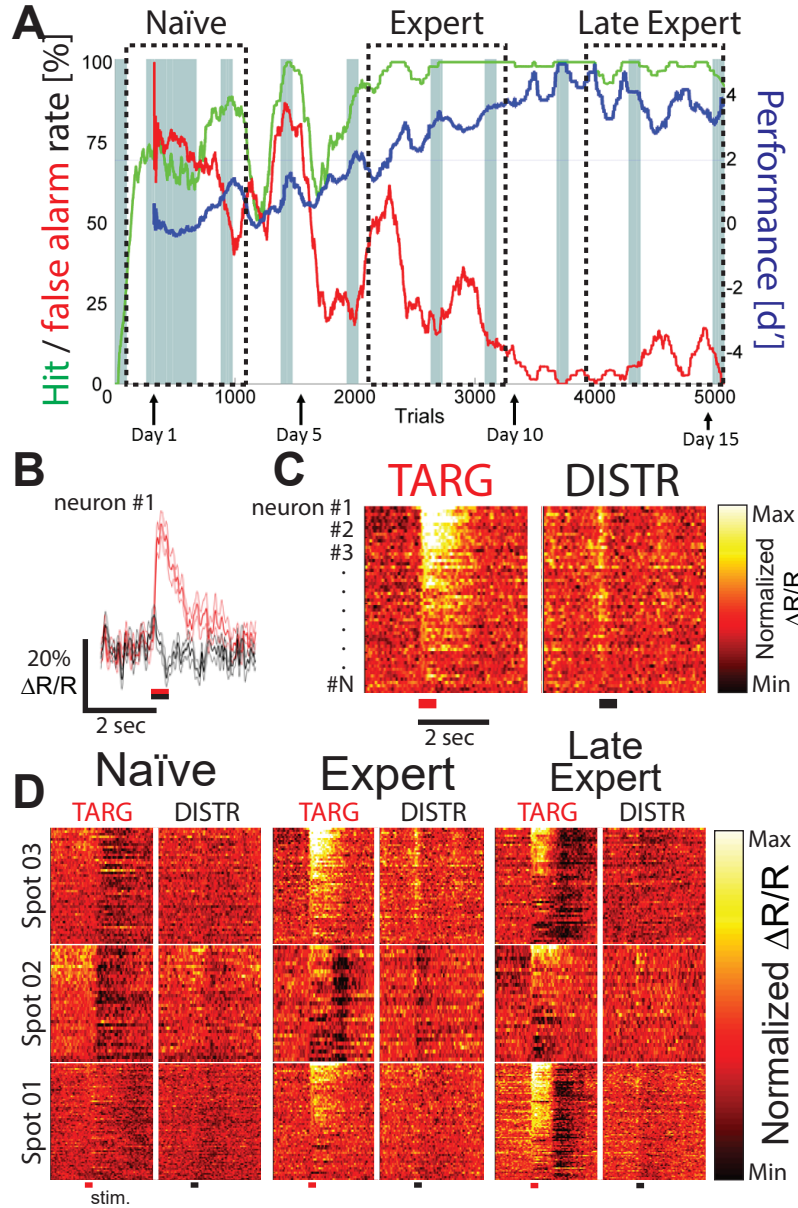 A
Naïve
Expert
Late Expert
Hit / false alarm rate [%]
100
75
50
25
0
4
2
0
-2
-4
Performance [d']
0
1000
2000
3000
4000
5000
Trials
Day 1
Day 5
Day 10
Day 15
B
neuron #1
20%
ΔR/R
2 sec
C
TARG
DISTR
neuron #1
#2
#3
.
.
.
.
.
.
#N
2 sec
Max
Normalized
ΔR/R
Min
D
Naïve
Expert
Late
Expert
TARG
DISTR
TARG
DISTR
TARG
DISTR
Spot 03
Spot 02
Spot 01
stim.
Max
Normalized ΔR/R
Min